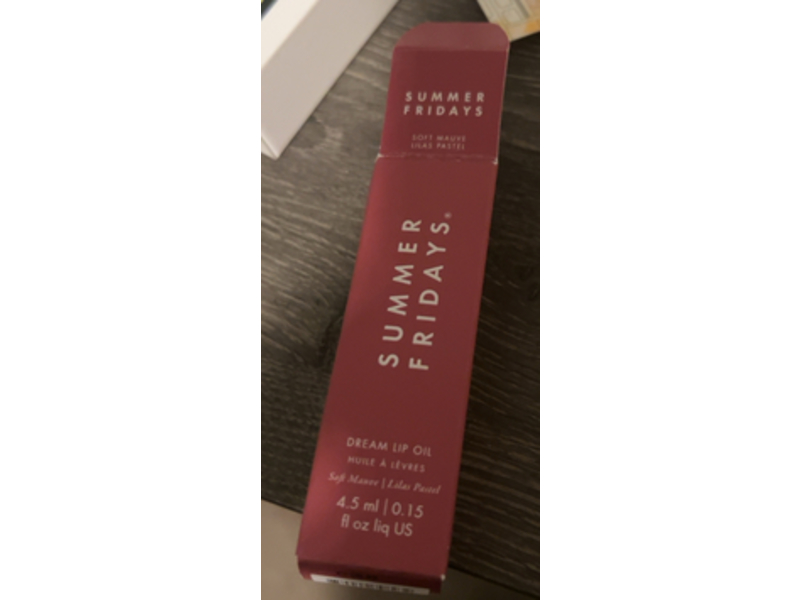 SUMMER
FRIDAYS
SOFT MAUVE
LILAS PASTEL
SUMMER
FRIDAYS®
DREAM LIP OIL
HUILE À LÈVRES
Soft Mauve | Lilas Pastel
4.5 ml | 0.15
fl oz liq US